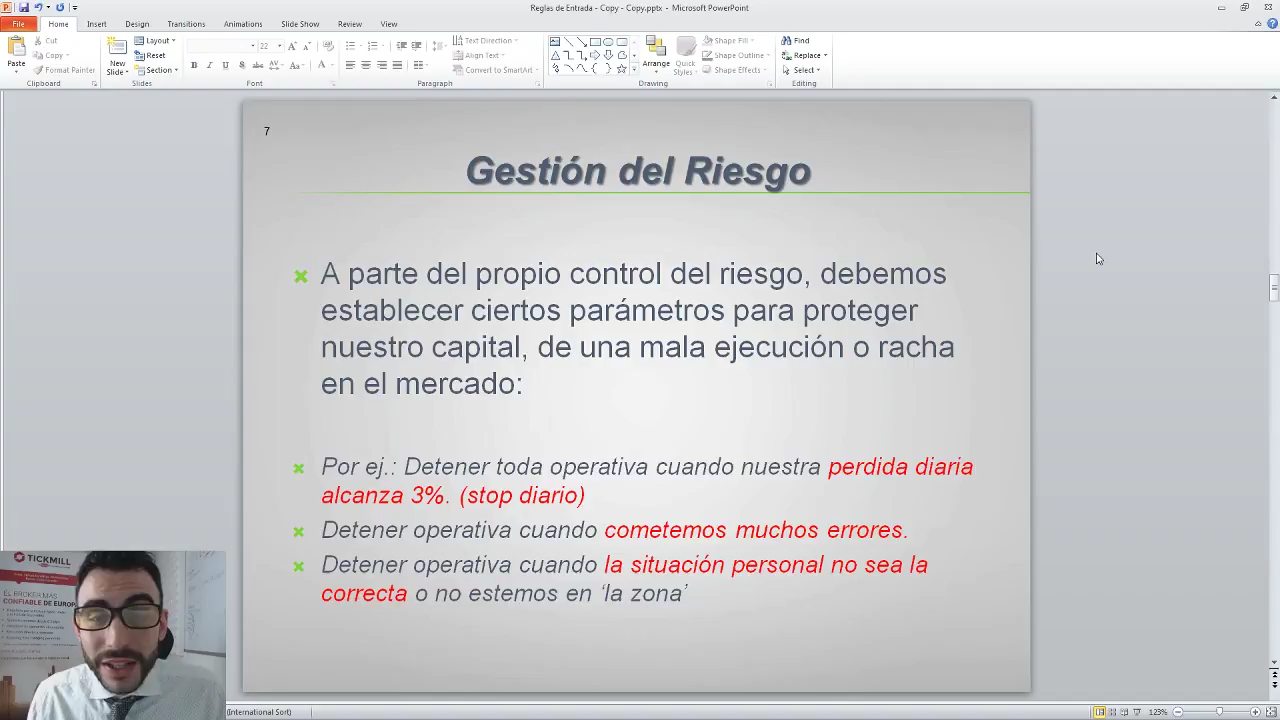 Reglas de Entrada - Copy - Copy.pptx - Microsoft PowerPoint
File Home Insert Design Transitions Animations Slide Show Review View
Paste
Cut
Copy
Format Painter
Clipboard
New
Slide
Layout
Reset
Section
Slides
22
Font
Paragraph
Text Direction
Align Text
Convert to SmartArt
Arrange
Quick
Styles
Shape Fill
Shape Outline
Shape Effects
Drawing
Find
Replace
Select
Editing
7
Gestión del Riesgo
A parte del propio control del riesgo, debemos
establecer ciertos parámetros para proteger
nuestro capital, de una mala ejecución o racha
en el mercado:
Por ej.: Detener toda operativa cuando nuestra perdida diaria
alcanza 3%. (stop diario)
Detener operativa cuando cometemos muchos errores.
Detener operativa cuando la situación personal no sea la
correcta o no estemos en ‘la zona’
TICKMILL
EL BROKER MÁS
CONFIABLE DE EUROPA
(International Sort)
123%